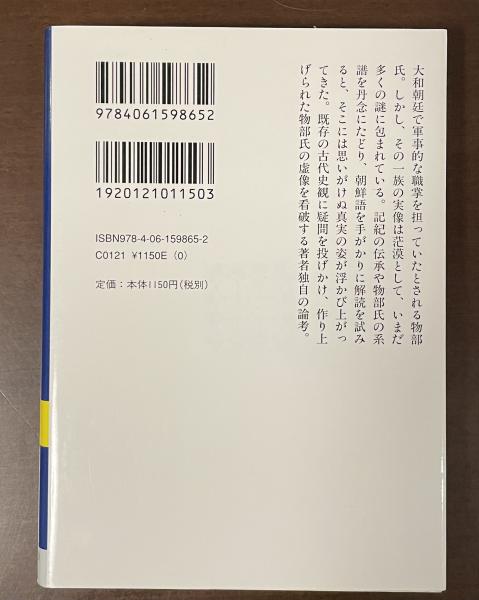 大和朝廷で軍事的な職掌を担っていたとされる物部
氏。しかし、その一族の実像は茫漠として、いまだ
多くの謎に包まれている。記紀の伝承や物部氏の系
譜を丹念にたどり、朝鮮語を手がかりに解読を試み
ると、そこには思いがけぬ真実の姿が浮かび上がっ
てきた。既存の古代史観に疑問を投げかけ、作り上
げられた物部氏の虚像を看破する著者独自の論考。
9784061598652
1920121011503
ISBN978-4-06-159865-2
C0121 ¥1150E (0)
定価：本体1150円(税別)